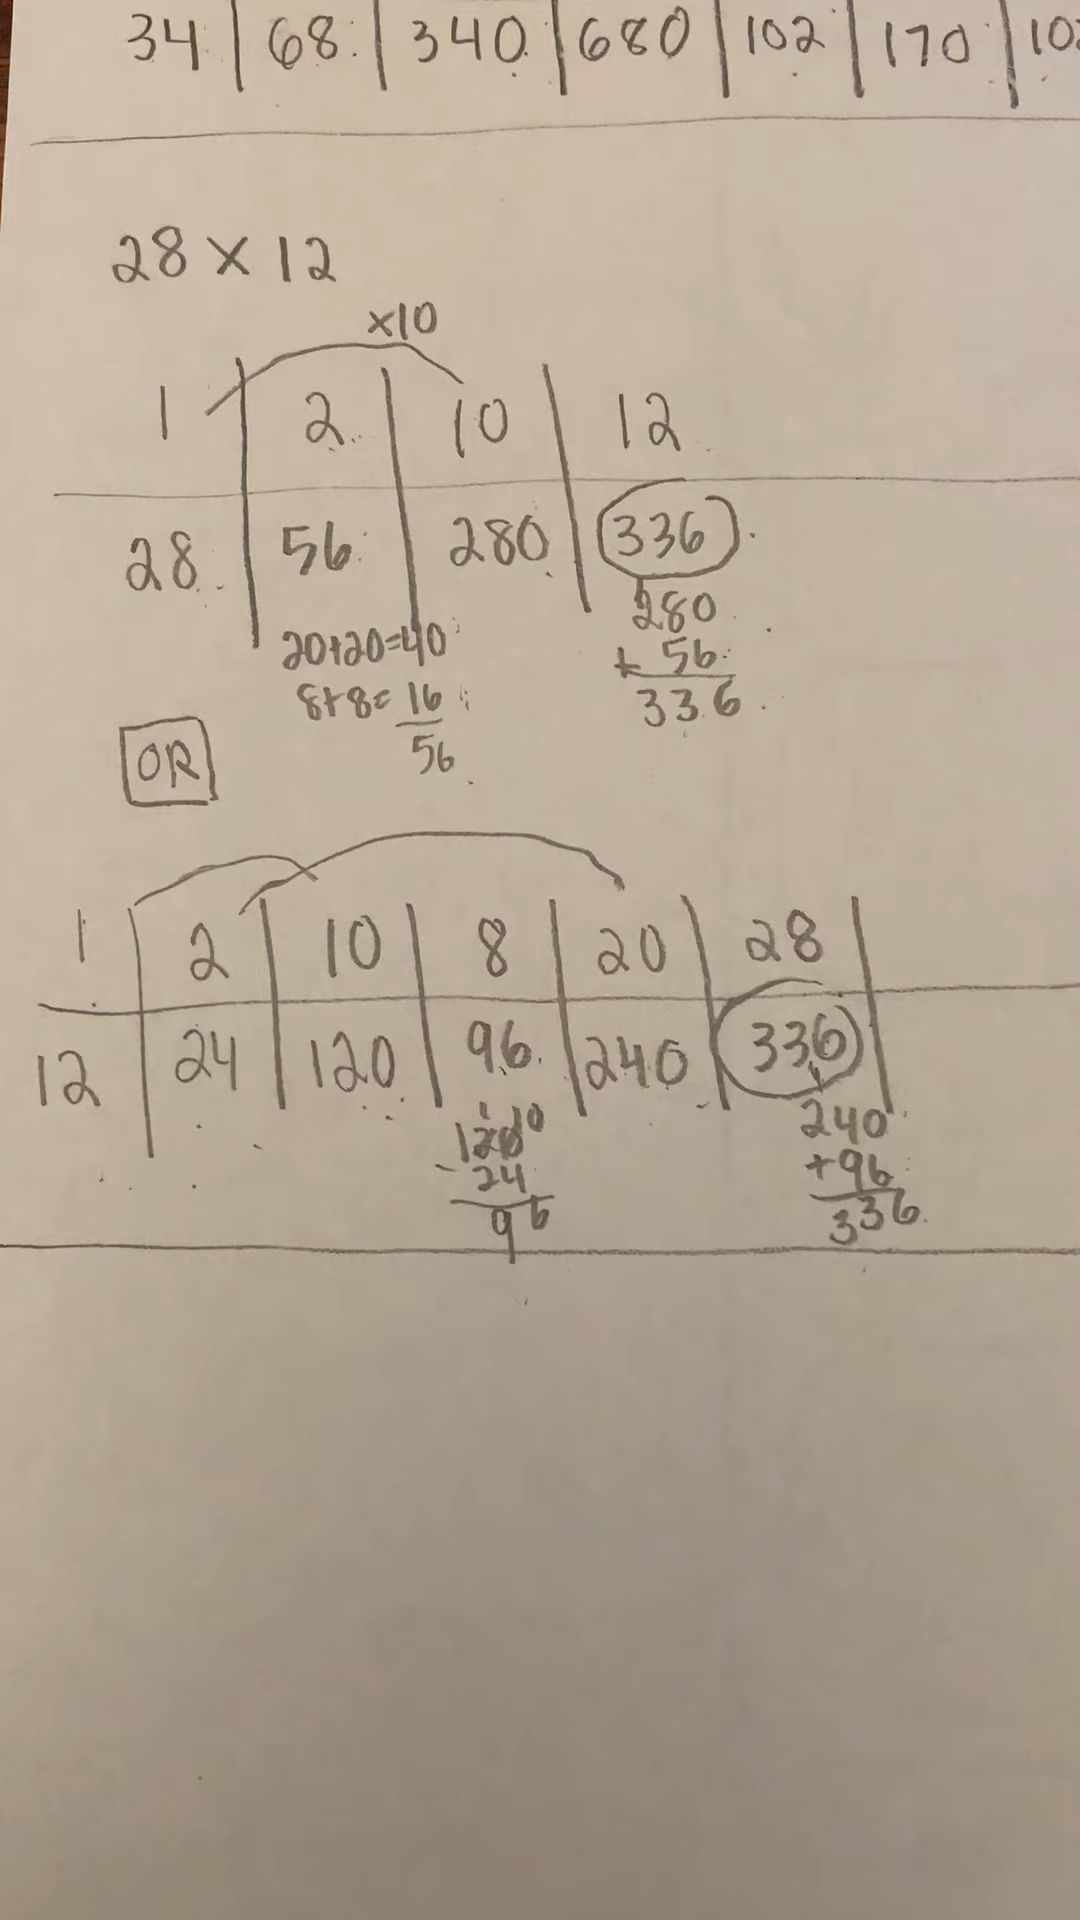 34 | 68 | 340 | 680 | 102 | 170 | 10
28 × 12
×10
1 | 2 | 10 | 12
28 | 56 | 280 | 336
20+20=40
8+8=16
56
280
+ 56
336
OR
1 | 2 | 10 | 8 | 20 | 28
12 | 24 | 120 | 96 | 240 | 336
120
- 24
96
240
+96
336